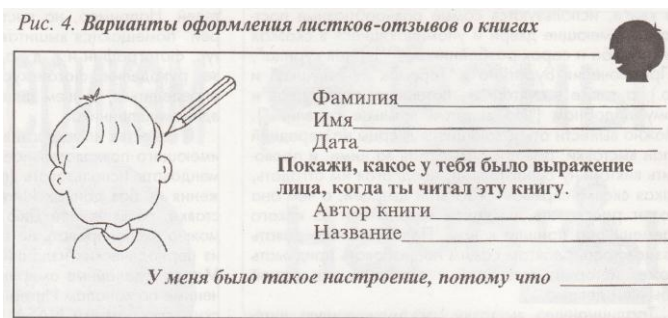 Рис. 4. Варианты оформления листков-отзывов о книгах
Фамилия
Имя
Дата
Покажи, какое у тебя было выражение
лица, когда ты читал эту книгу.
Автор книги
Название
У меня было такое настроение, потому что